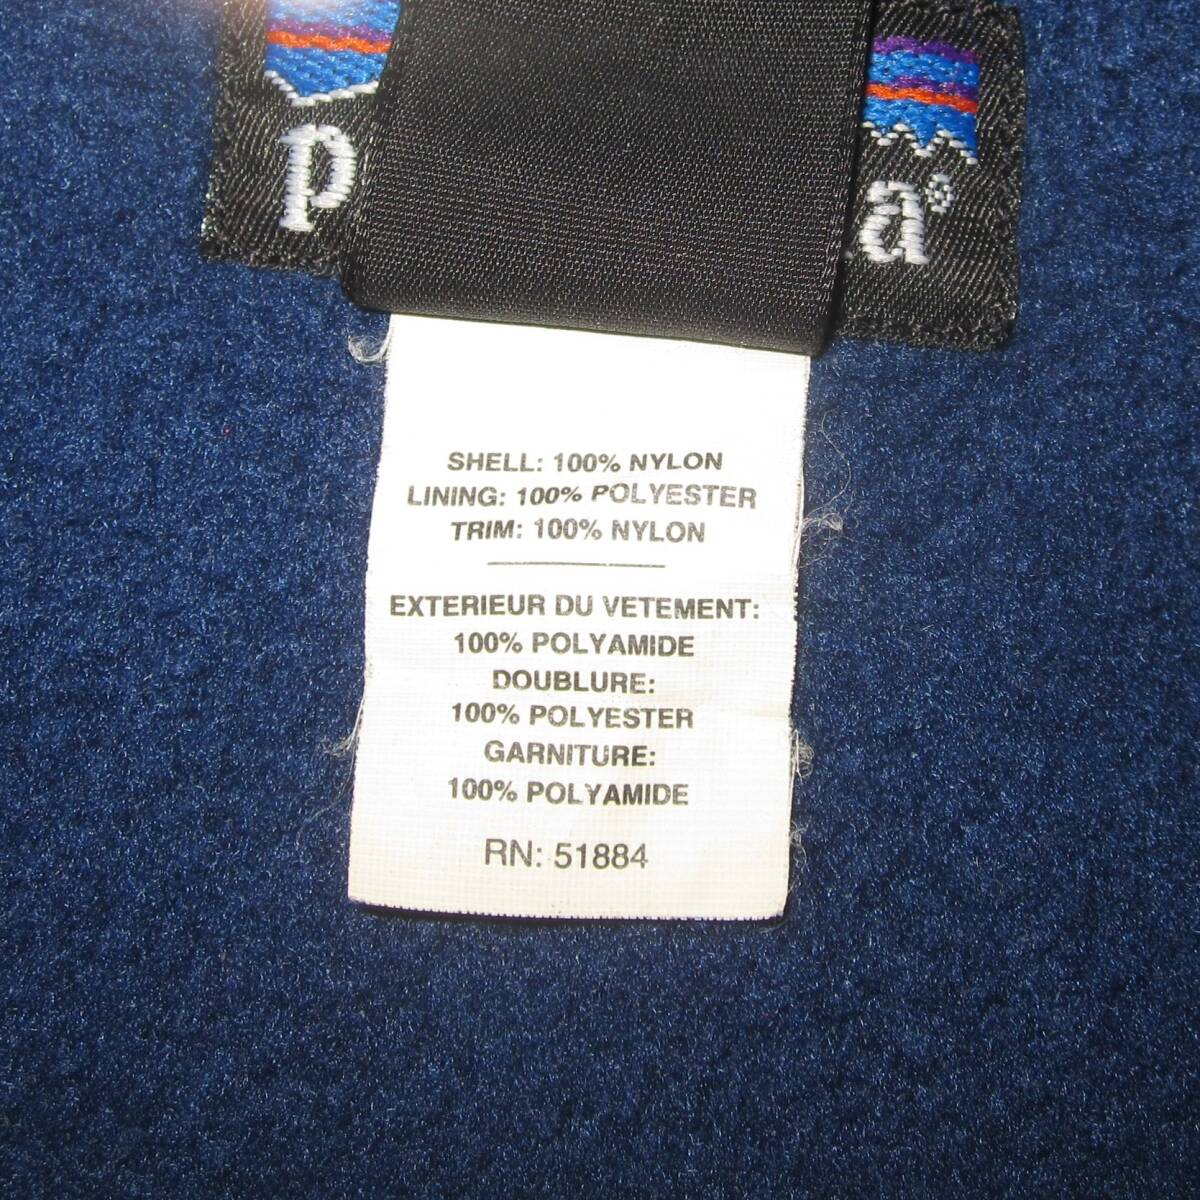 p a®
SHELL: 100% NYLON
LINING: 100% POLYESTER
TRIM: 100% NYLON
EXTERIEUR DU VETEMENT:
100% POLYAMIDE
DOUBLURE:
100% POLYESTER
GARNITURE:
100% POLYAMIDE
RN: 51884